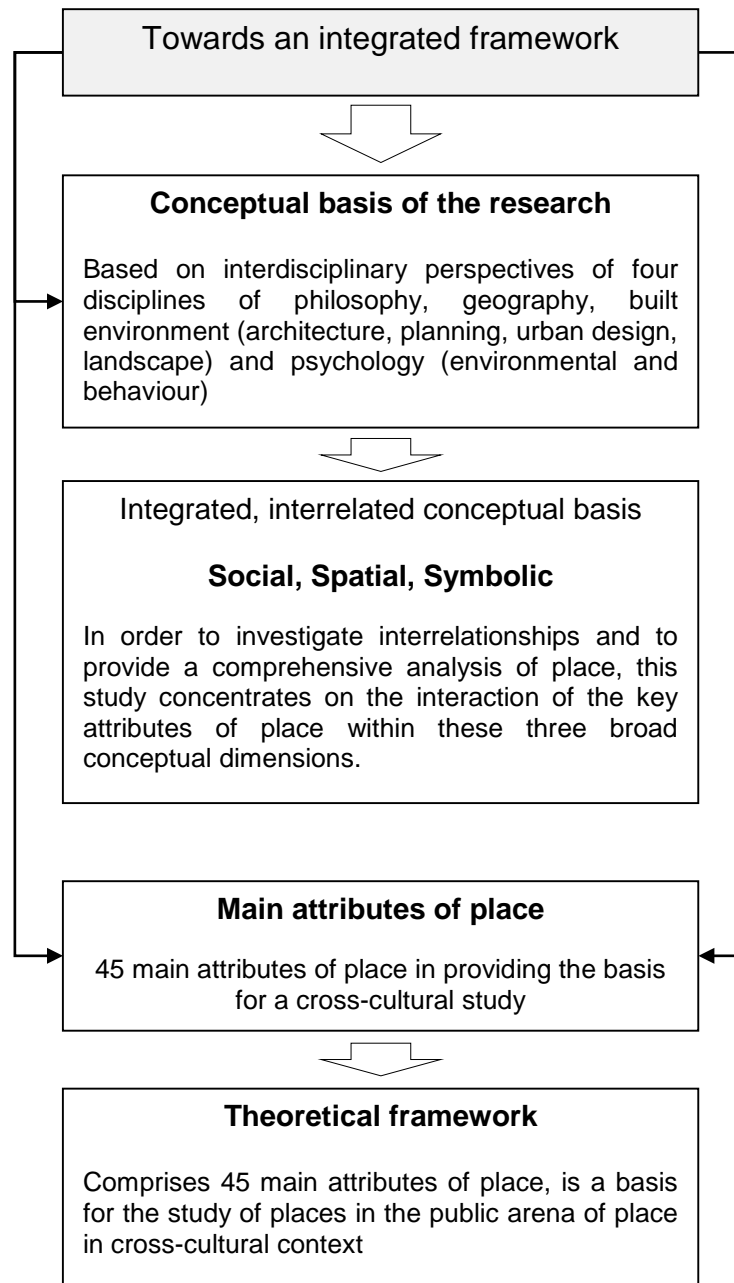 Towards an integrated framework
Conceptual basis of the research
Based on interdisciplinary perspectives of four
disciplines of philosophy, geography, built
environment (architecture, planning, urban design,
landscape) and psychology (environmental and
behaviour)
Integrated, interrelated conceptual basis
Social, Spatial, Symbolic
In order to investigate interrelationships and to
provide a comprehensive analysis of place, this
study concentrates on the interaction of the key
attributes of place within these three broad
conceptual dimensions.
Main attributes of place
45 main attributes of place in providing the basis
for a cross-cultural study
Theoretical framework
Comprises 45 main attributes of place, is a basis
for the study of places in the public arena of place
in cross-cultural context